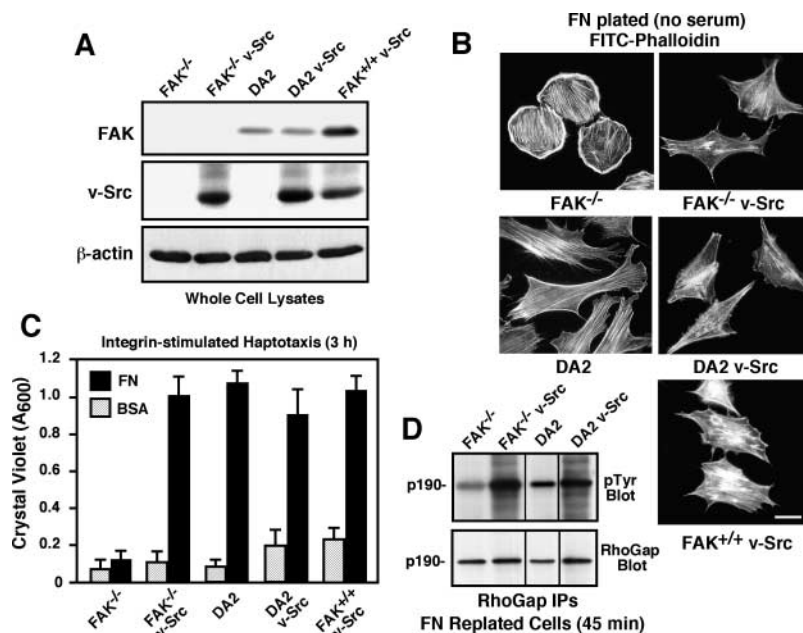 A
FAK-/-
FAK-/- v-Src
DA2
DA2 v-Src
FAK+/+ v-Src
FAK
v-Src
β-actin
Whole Cell Lysates
B
FN plated (no serum)
FITC-Phalloidin
FAK-/-
FAK-/- v-Src
DA2
DA2 v-Src
FAK+/+ v-Src
C
Integrin-stimulated Haptotaxis (3 h)
Crystal Violet (A600)
1.2
1.0
0.8
0.6
0.4
0.2
0
FN
BSA
FAK-/-
FAK-/-
v-Src
DA2
DA2
v-Src
FAK+/+
v-Src
D
FAK-/-
FAK-/- v-Src
DA2
DA2 v-Src
p190-
pTyr
Blot
p190-
RhoGap
Blot
RhoGap IPs
FN Replated Cells (45 min)